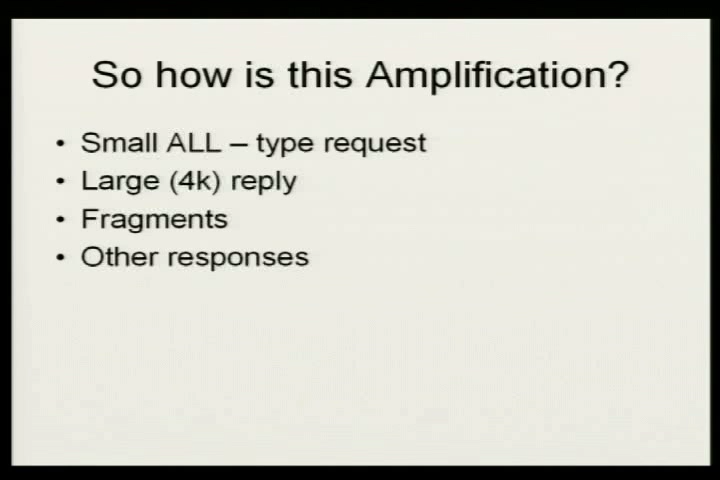 So how is this Amplification?
• Small ALL – type request
• Large (4k) reply
• Fragments
• Other responses